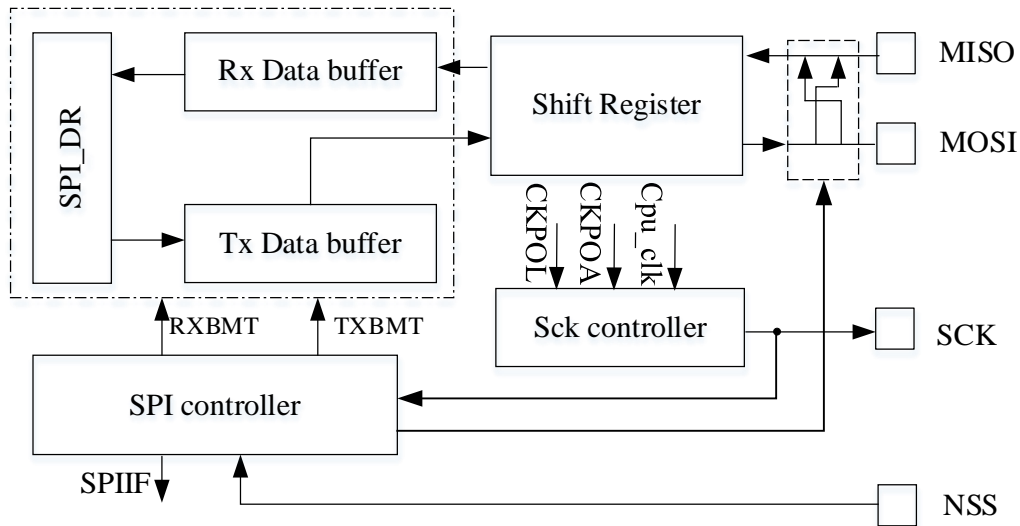 Rx Data buffer
MISO
Shift Register
SPI_DR
MOSI
Tx Data buffer
CKPOL
CKPOA
Cpu_clk
RXBMT
TXBMT
Sck controller
SCK
SPI controller
SPIIF
NSS